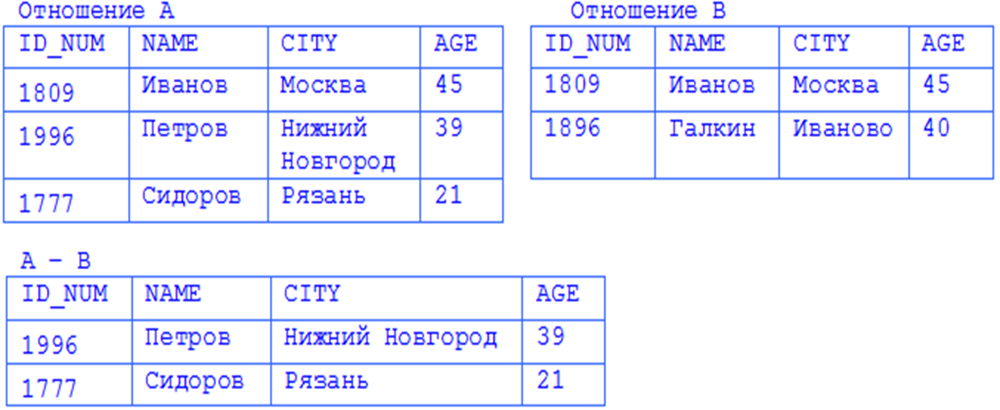 Отношение А Отношение В
ID_NUM NAME CITY AGE ID_NUM NAME CITY AGE
1809 Иванов Москва 45 1809 Иванов Москва 45
1996 Петров Нижний 39 1896 Галкин Иваново 40
Новгород
1777 Сидоров Рязань 21
А – В
ID_NUM NAME CITY AGE
1996 Петров Нижний Новгород 39
1777 Сидоров Рязань 21